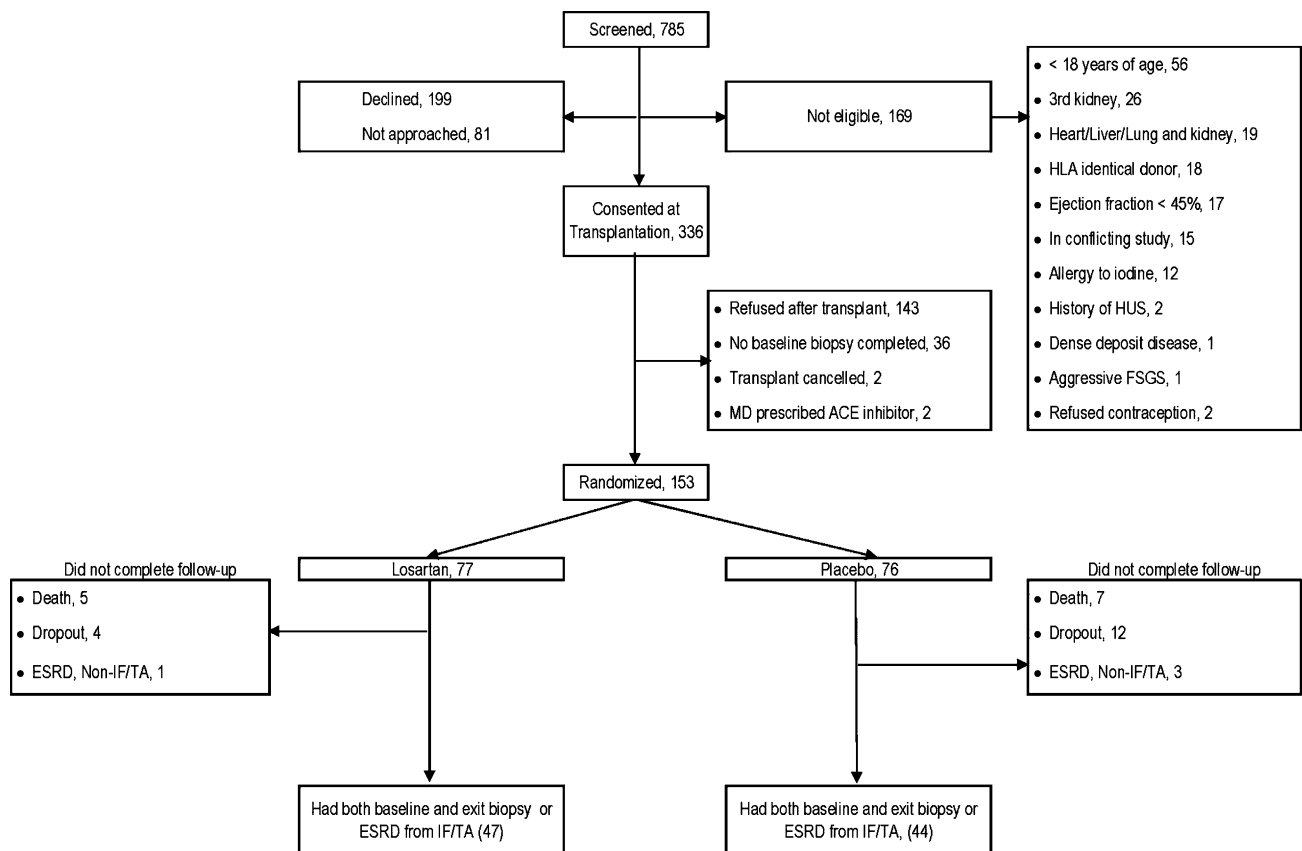 Screened, 785
Declined, 199
Not approached, 81
Not eligible, 169
• < 18 years of age, 56
• 3rd kidney, 26
• Heart/Liver/Lung and kidney, 19
• HLA identical donor, 18
• Ejection fraction < 45%, 17
• In conflicting study, 15
• Allergy to iodine, 12
• History of HUS, 2
• Dense deposit disease, 1
• Aggressive FSGS, 1
• Refused contraception, 2
Consented at
Transplantation, 336
• Refused after transplant, 143
• No baseline biopsy completed, 36
• Transplant cancelled, 2
• MD prescribed ACE inhibitor, 2
Randomized, 153
Losartan, 77
Placebo, 76
Did not complete follow-up
• Death, 5
• Dropout, 4
• ESRD, Non-IF/TA, 1
Did not complete follow-up
• Death, 7
• Dropout, 12
• ESRD, Non-IF/TA, 3
Had both baseline and exit biopsy or
ESRD from IF/TA (47)
Had both baseline and exit biopsy or
ESRD from IF/TA, (44)